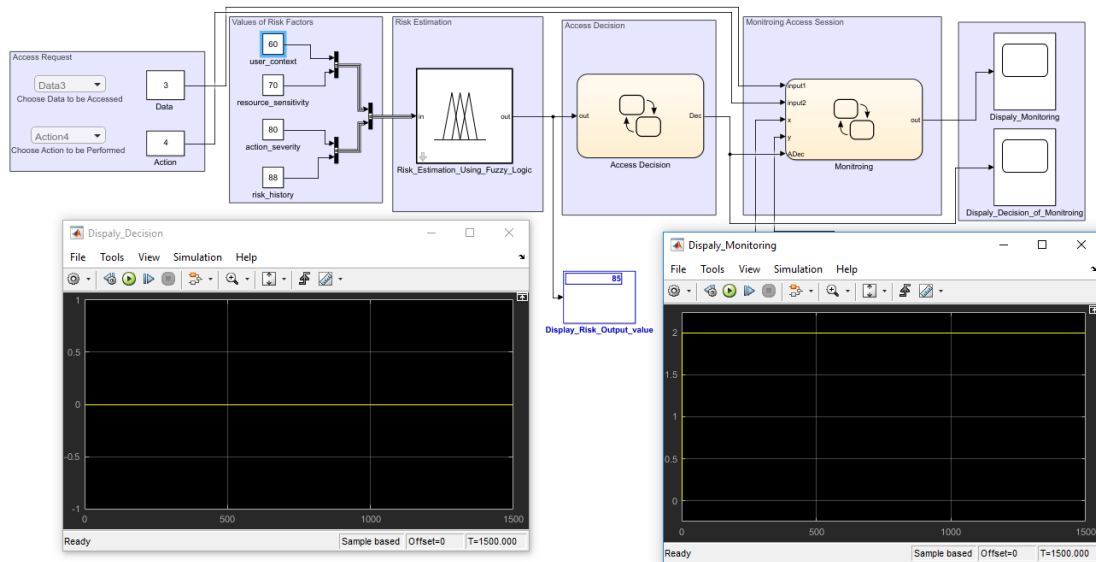 Access Request
Data3
Choose Data to be Accessed
3
Data
Action4
Choose Action to be Performed
4
Action
Values of Risk Factors
60
user_context
70
resource_sensitivity
80
action_severity
88
risk_history
Risk Estimation
in
out
Risk_Estimation_Using_Fuzzy_Logic
Access Decision
out
Dec
Access Decision
Monitroing Access Session
input1
input2
x
y
ADec
out
Monitroing
Dispaly_Monitoring
Dispaly_Decision_of_Monitroing
85
Display_Risk_Output_value
Dispaly_Decision
File Tools View Simulation Help
1
0.5
0
-0.5
-1
0 500 1000 1500
Ready Sample based Offset=0 T=1500.000
Dispaly_Monitoring
File Tools View Simulation Help
2
1.5
1
0.5
0
0 500 1000 1500
Ready Sample based Offset=0 T=1500.000